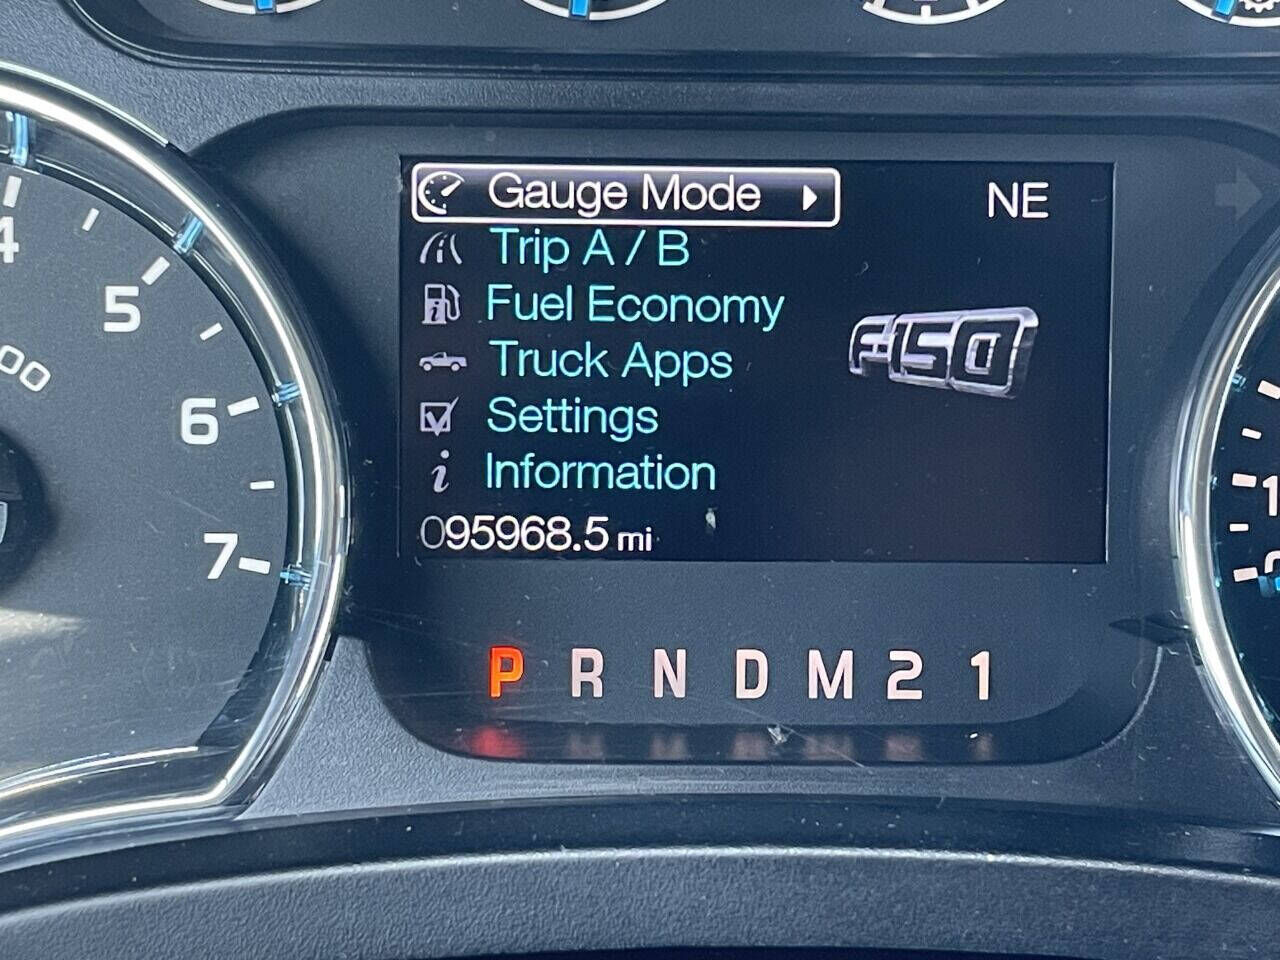 Gauge Mode
NE
Trip A / B
Fuel Economy
Truck Apps
Settings
Information
F-150
095968.5 mi
P R N D M 2 1
4
5
6
7